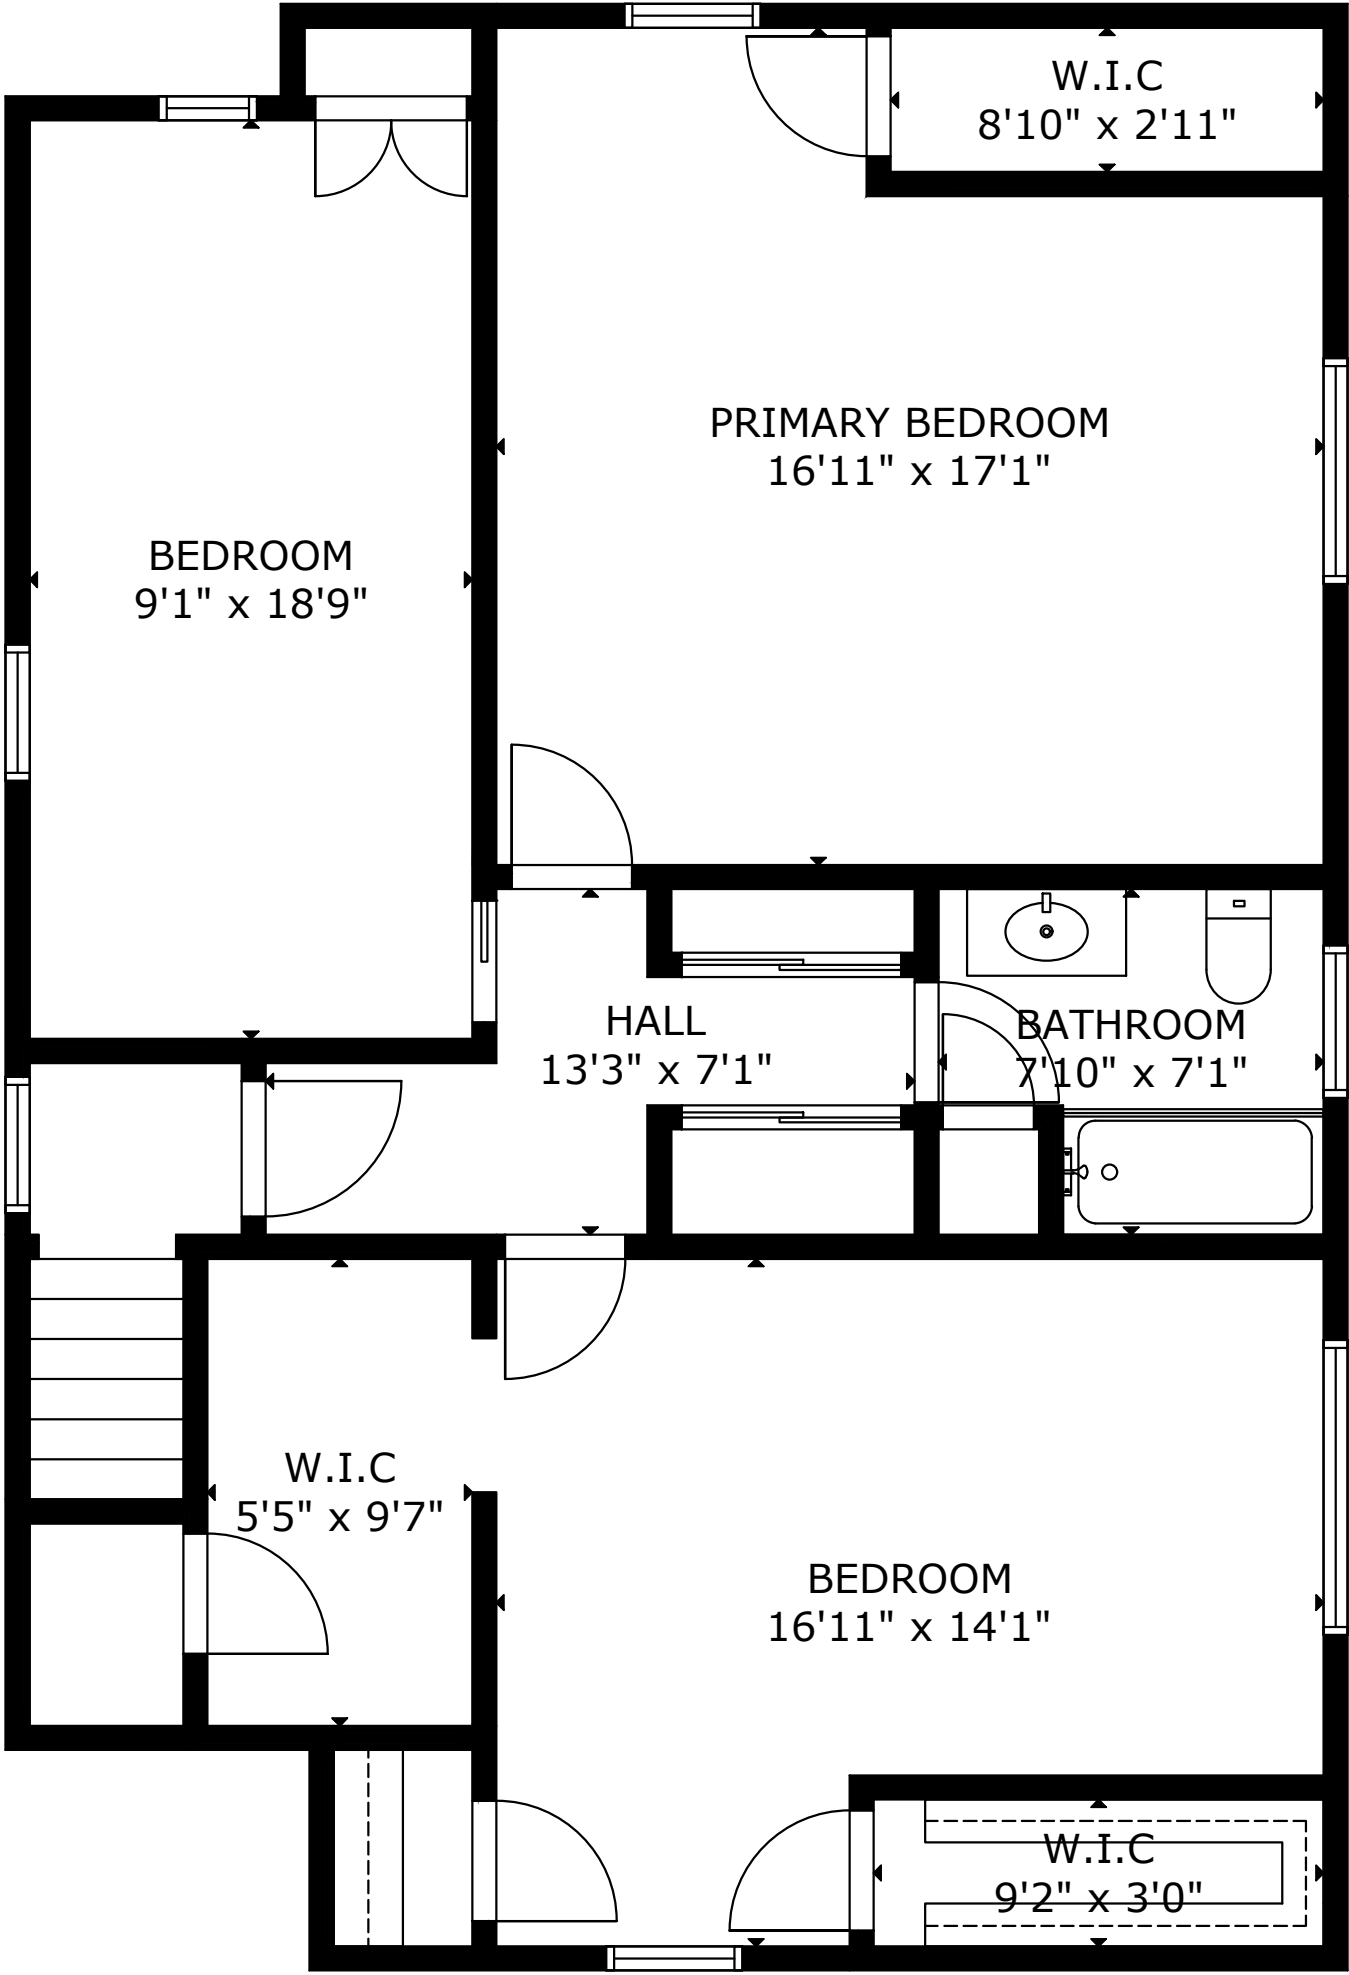 W.I.C
8'10" x 2'11"
PRIMARY BEDROOM
16'11" x 17'1"
BEDROOM
9'1" x 18'9"
HALL
13'3" x 7'1"
BATHROOM
7'10" x 7'1"
W.I.C
5'5" x 9'7"
BEDROOM
16'11" x 14'1"
W.I.C
9'2" x 3'0"